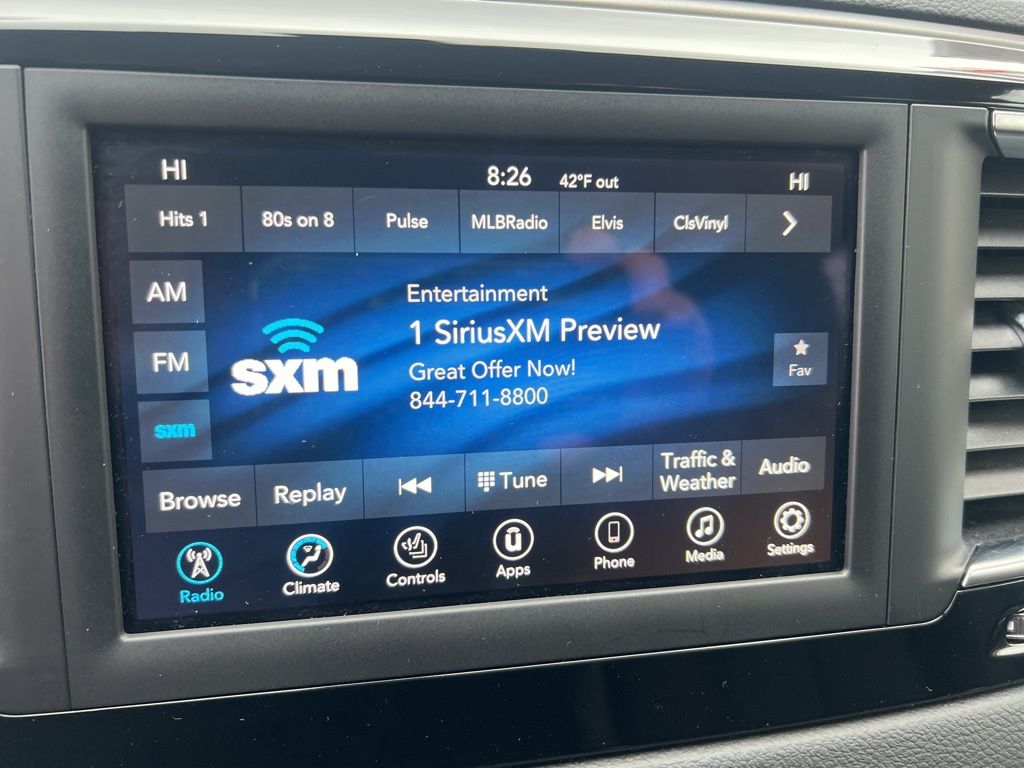 HI 8:26 42°F out HI
Hits 1 80s on 8 Pulse MLBRadio Elvis ClsVinyl
AM
Entertainment
1 SiriusXM Preview
FM
sxm
Great Offer Now!
Fav
844-711-8800
sxm
Browse Replay Tune Traffic & Audio
Weather
Radio Climate Controls Apps Phone Media Settings